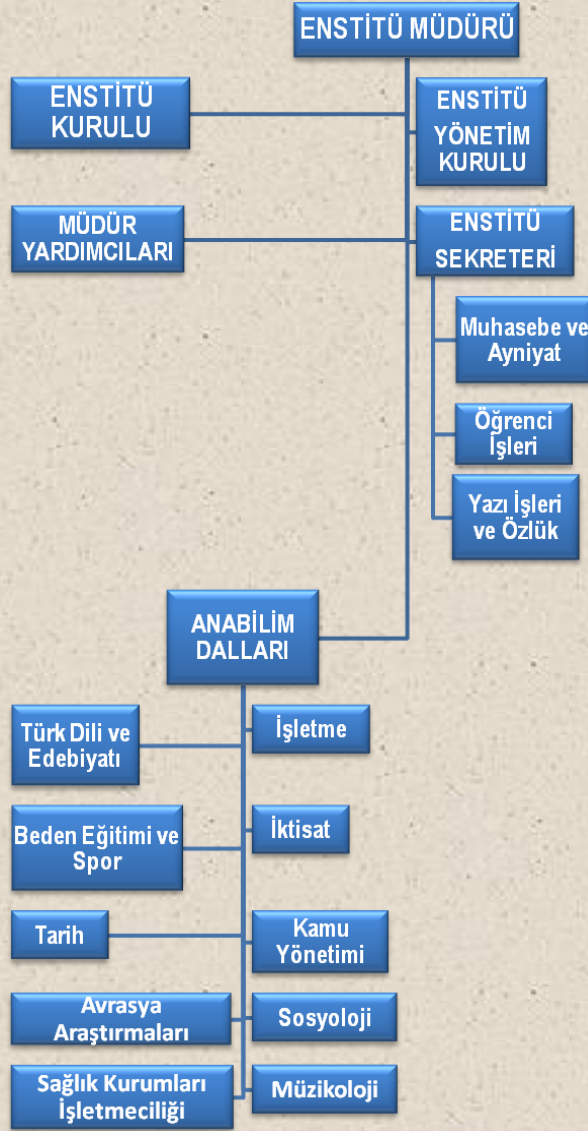 ENSTİTÜ MÜDÜRÜ
ENSTİTÜ
KURULU
ENSTİTÜ
YÖNETİM
KURULU
MÜDÜR
YARDIMCILARI
ENSTİTÜ
SEKRETERİ
Muhasebe ve
Ayniyat
Öğrenci
İşleri
Yazı İşleri
ve Özlük
ANABİLİM
DALLARI
Türk Dili ve
Edebiyatı
İşletme
Beden Eğitimi ve
Spor
İktisat
Tarih
Kamu
Yönetimi
Avrasya
Araştırmaları
Sosyoloji
Sağlık Kurumları
İşletmeciliği
Müzikoloji